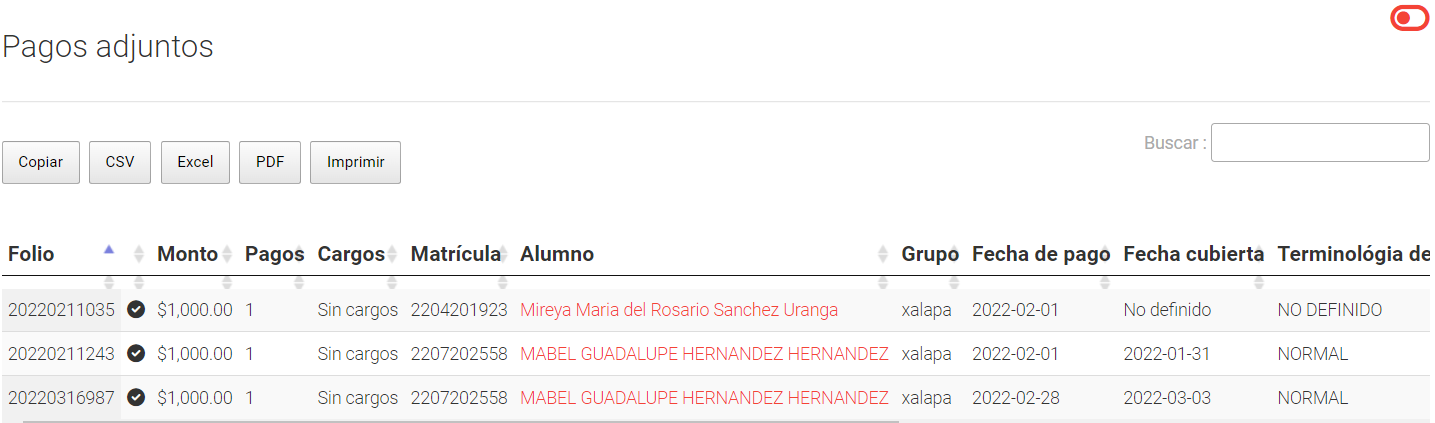 Pagos adjuntos
Buscar :
Copiar CSV Excel PDF Imprimir
Folio Monto Pagos Cargos Matrícula Alumno Grupo Fecha de pago Fecha cubierta Terminológia de
20220211035 $1,000.00 1 Sin cargos 2204201923 Mireya Maria del Rosario Sanchez Uranga xalapa 2022-02-01 No definido NO DEFINIDO
20220211243 $1,000.00 1 Sin cargos 2207202558 MABEL GUADALUPE HERNANDEZ HERNANDEZ xalapa 2022-02-01 2022-01-31 NORMAL
20220316987 $1,000.00 1 Sin cargos 2207202558 MABEL GUADALUPE HERNANDEZ HERNANDEZ xalapa 2022-02-28 2022-03-03 NORMAL